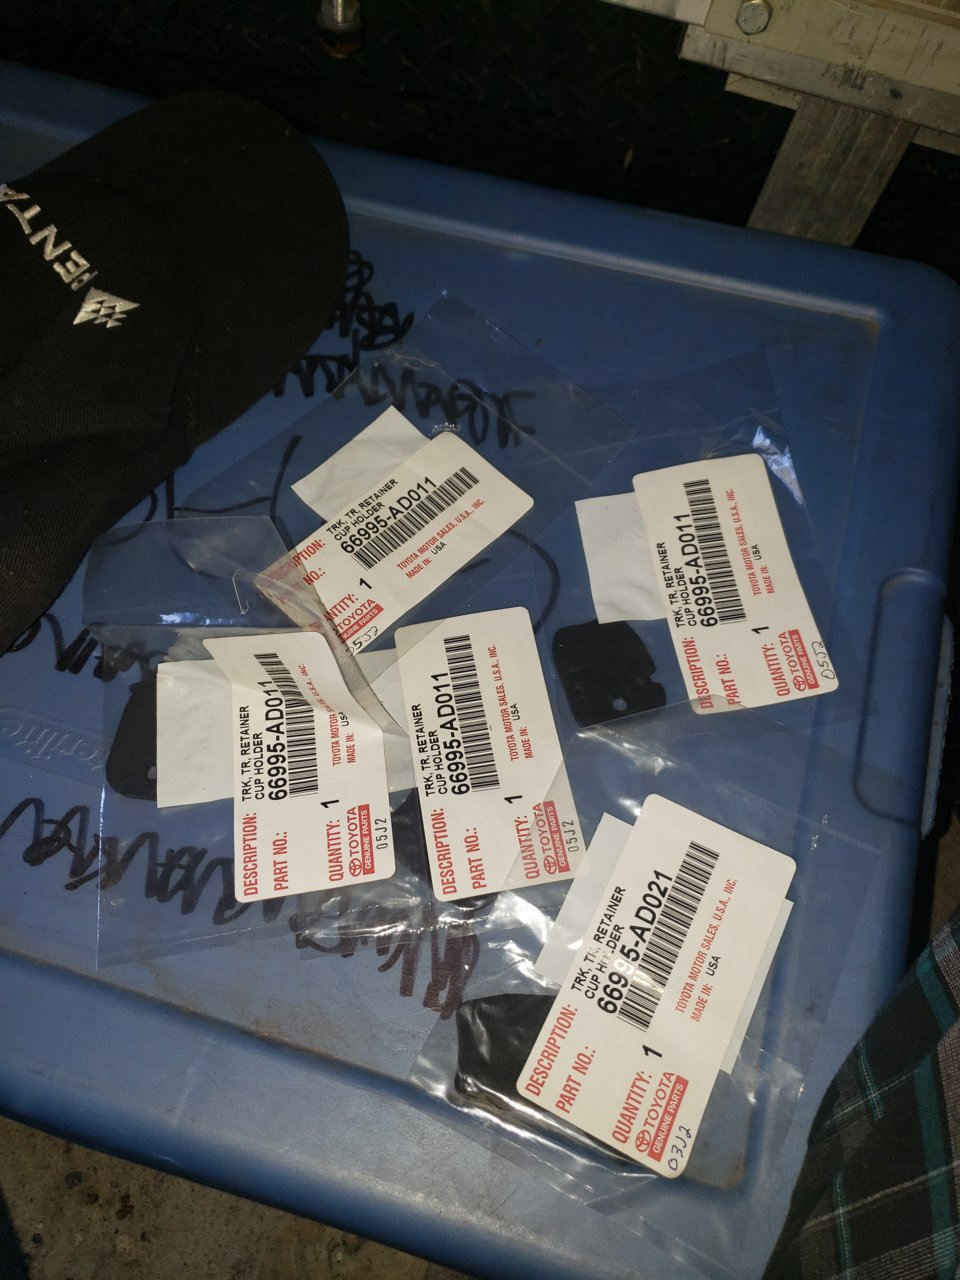 HENTA
TRK, TR, RETAINER
CUP HOLDER
66995-AD011
NO.:
1
TOYOTA MOTOR SALES, U.S.A., INC.
MADE IN: USA
TOYOTA
05J2
DESCRIPTION:
TRK, TR, RETAINER
CUP HOLDER
PART NO.:
66995-AD011
QUANTITY: 1
TOYOTA MOTOR SALES, U.S.A., INC.
MADE IN: USA
TOYOTA
GENUINE PARTS
05J2
DESCRIPTION:
TRK, TR, RETAINER
CUP HOLDER
PART NO.:
66995-AD011
QUANTITY: 1
TOYOTA MOTOR SALES, U.S.A., INC.
MADE IN: USA
TOYOTA
GENUINE PARTS
05J2
DESCRIPTION:
TRK, TR, RETAINER
CUP HOLDER
PART NO.:
66995-AD011
QUANTITY: 1
TOYOTA MOTOR SALES, U.S.A., INC.
MADE IN: USA
TOYOTA
GENUINE PARTS
05J2
DESCRIPTION:
TRK, TR, RETAINER
CUP HOLDER
PART NO.:
66995-AD021
QUANTITY: 1
TOYOTA MOTOR SALES, U.S.A., INC.
MADE IN: USA
TOYOTA
GENUINE PARTS
03J2